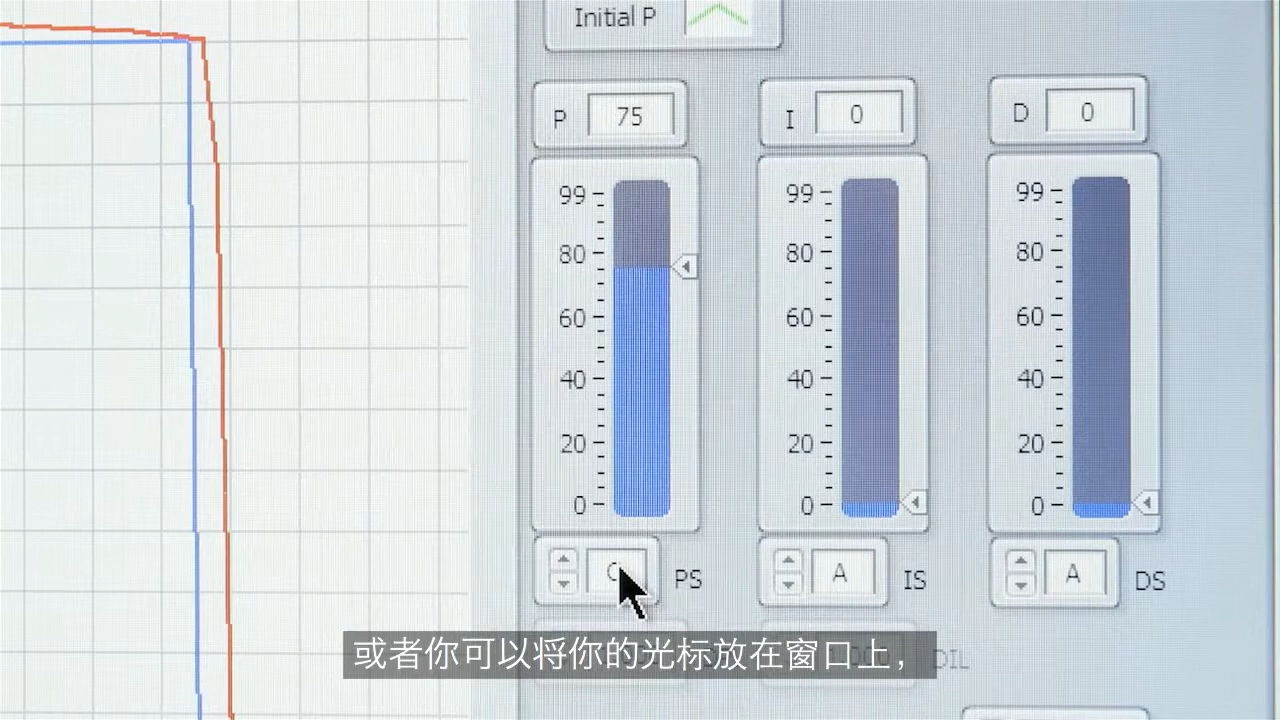 Initial P
P 75 I 0 D 0
99 99 99
80 80 80
60 60 60
40 40 40
20 20 20
0 0 0
PS A IS A DS
或者你可以将你的光标放在窗口上，
DIL